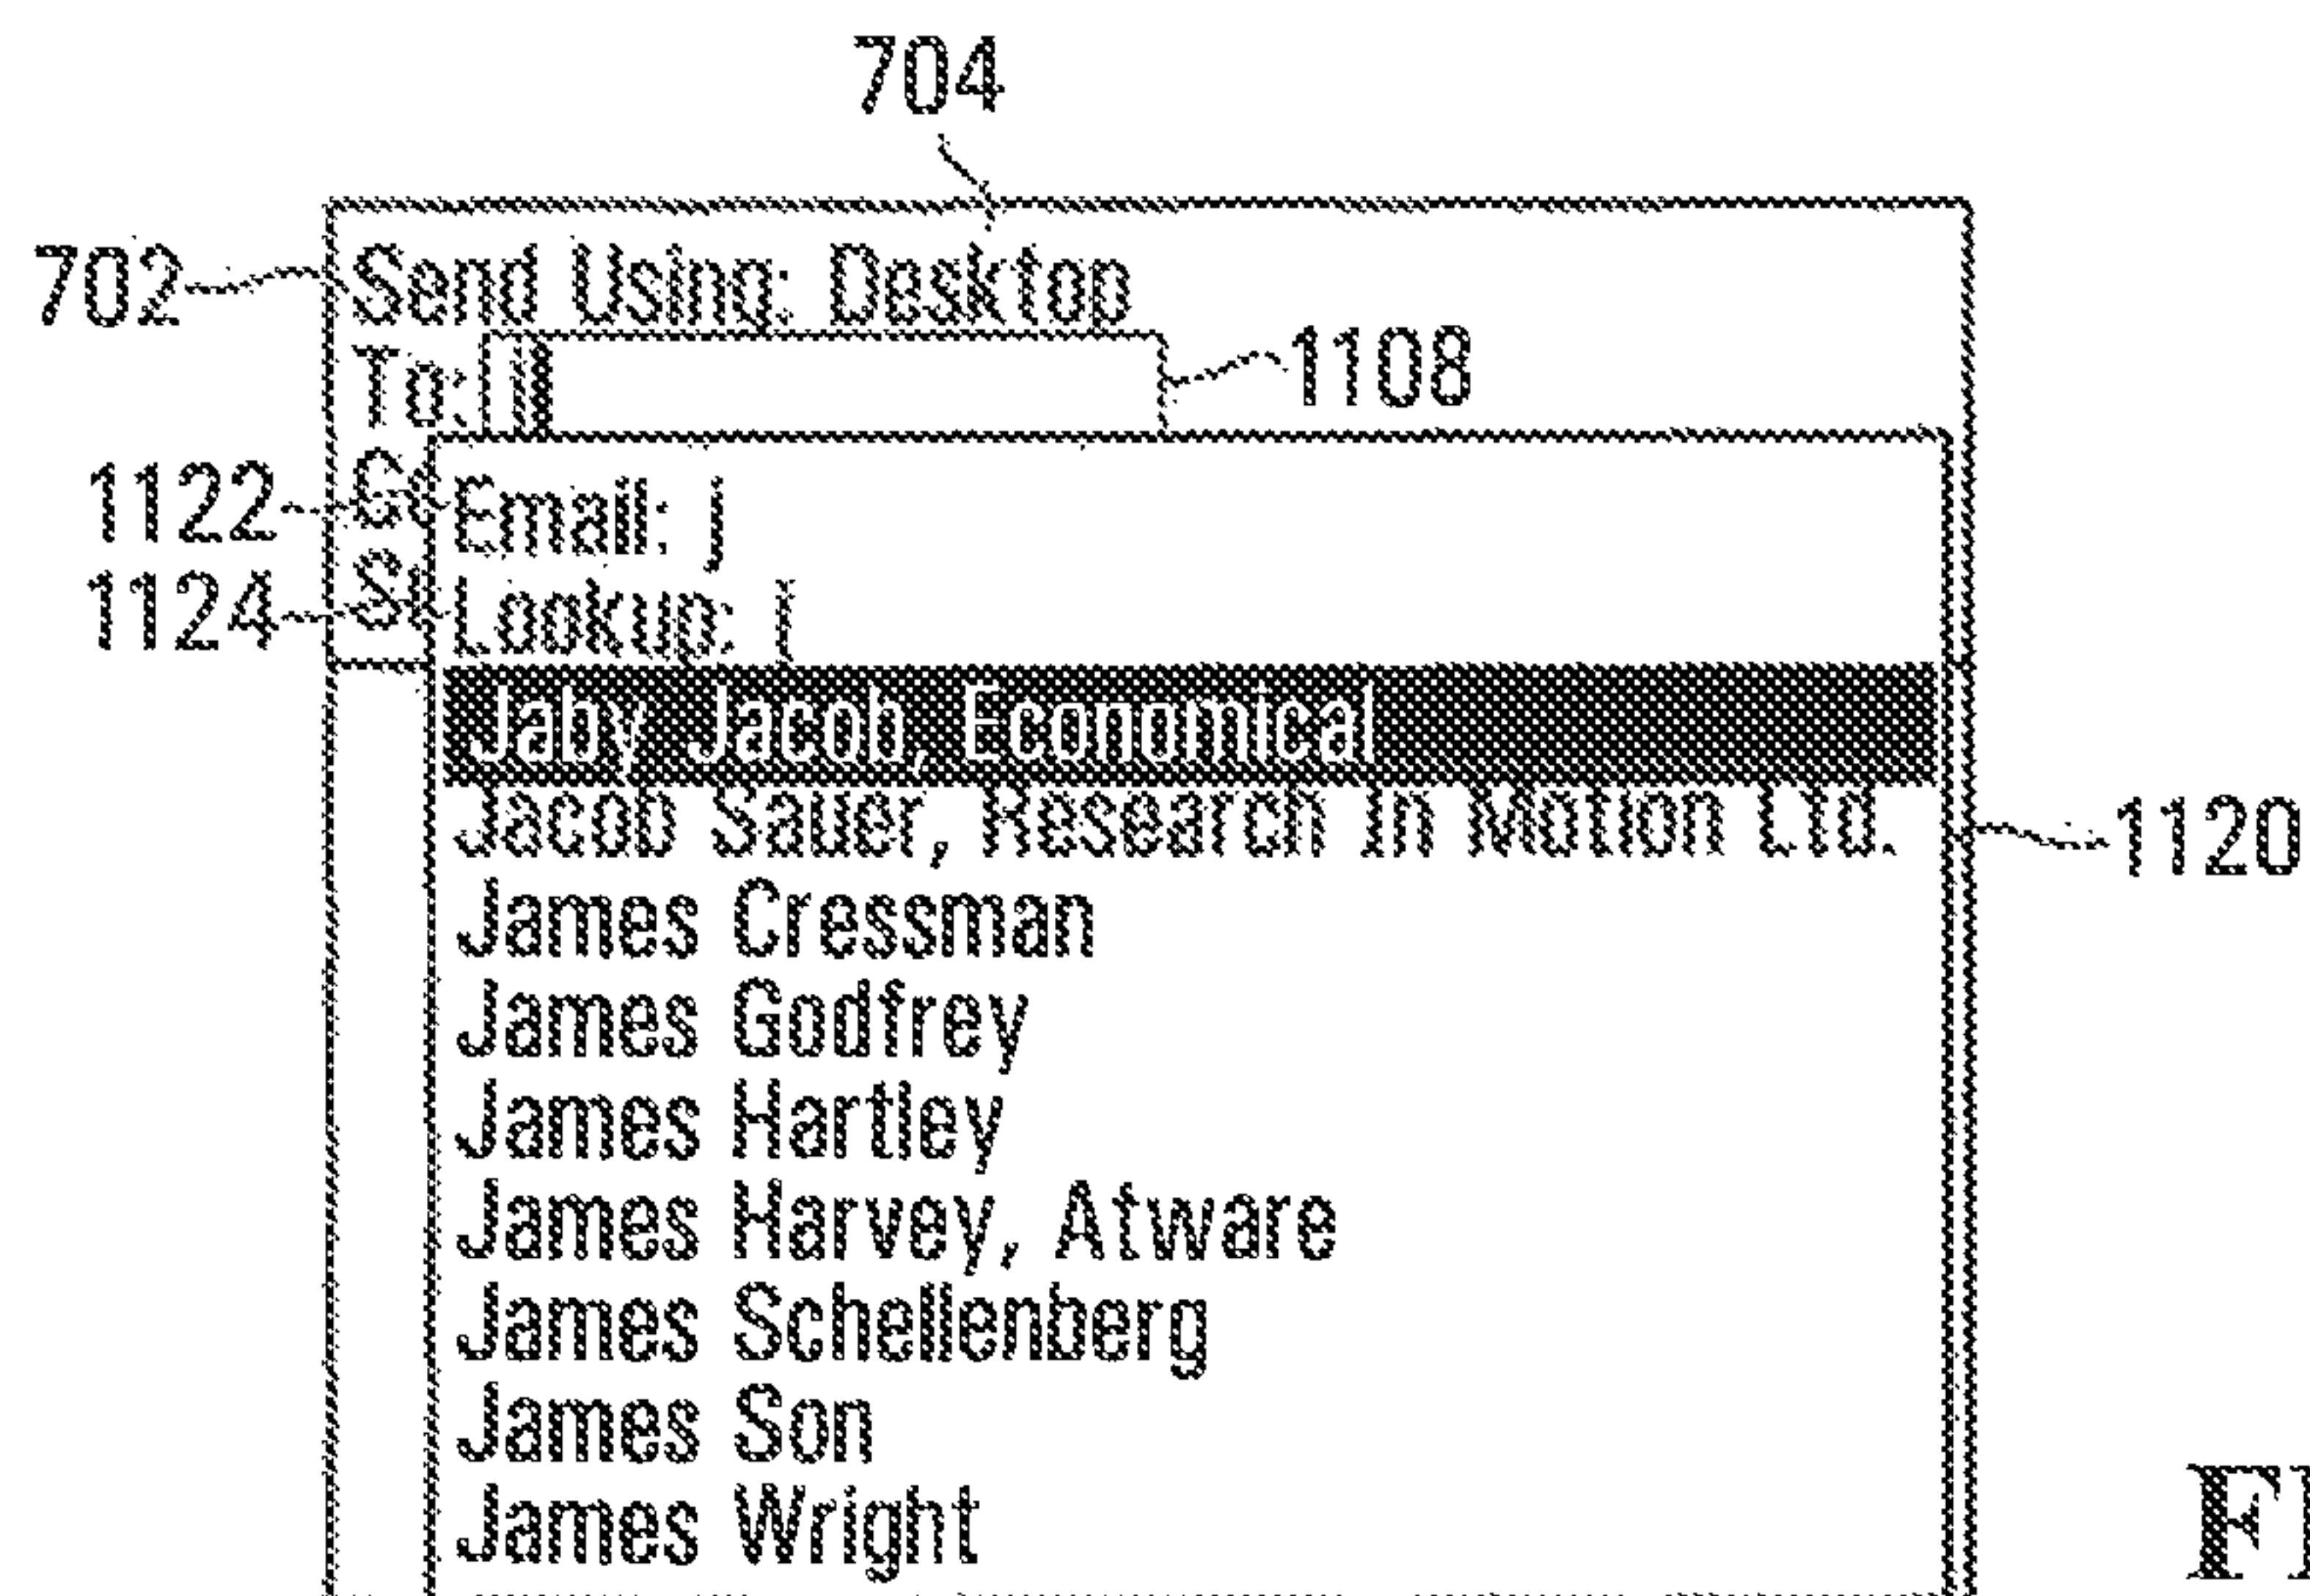 704
702 Send Using: Desktop
To: j 1108
1122 Email: j
1124 Lookup: j
Jaby Jacob, Economical
Jacob Sauer, Research In Motion Ltd.
1120
James Cressman
James Godfrey
James Hartley
James Harvey, Atware
James Schellenberg
James Son
James Wright